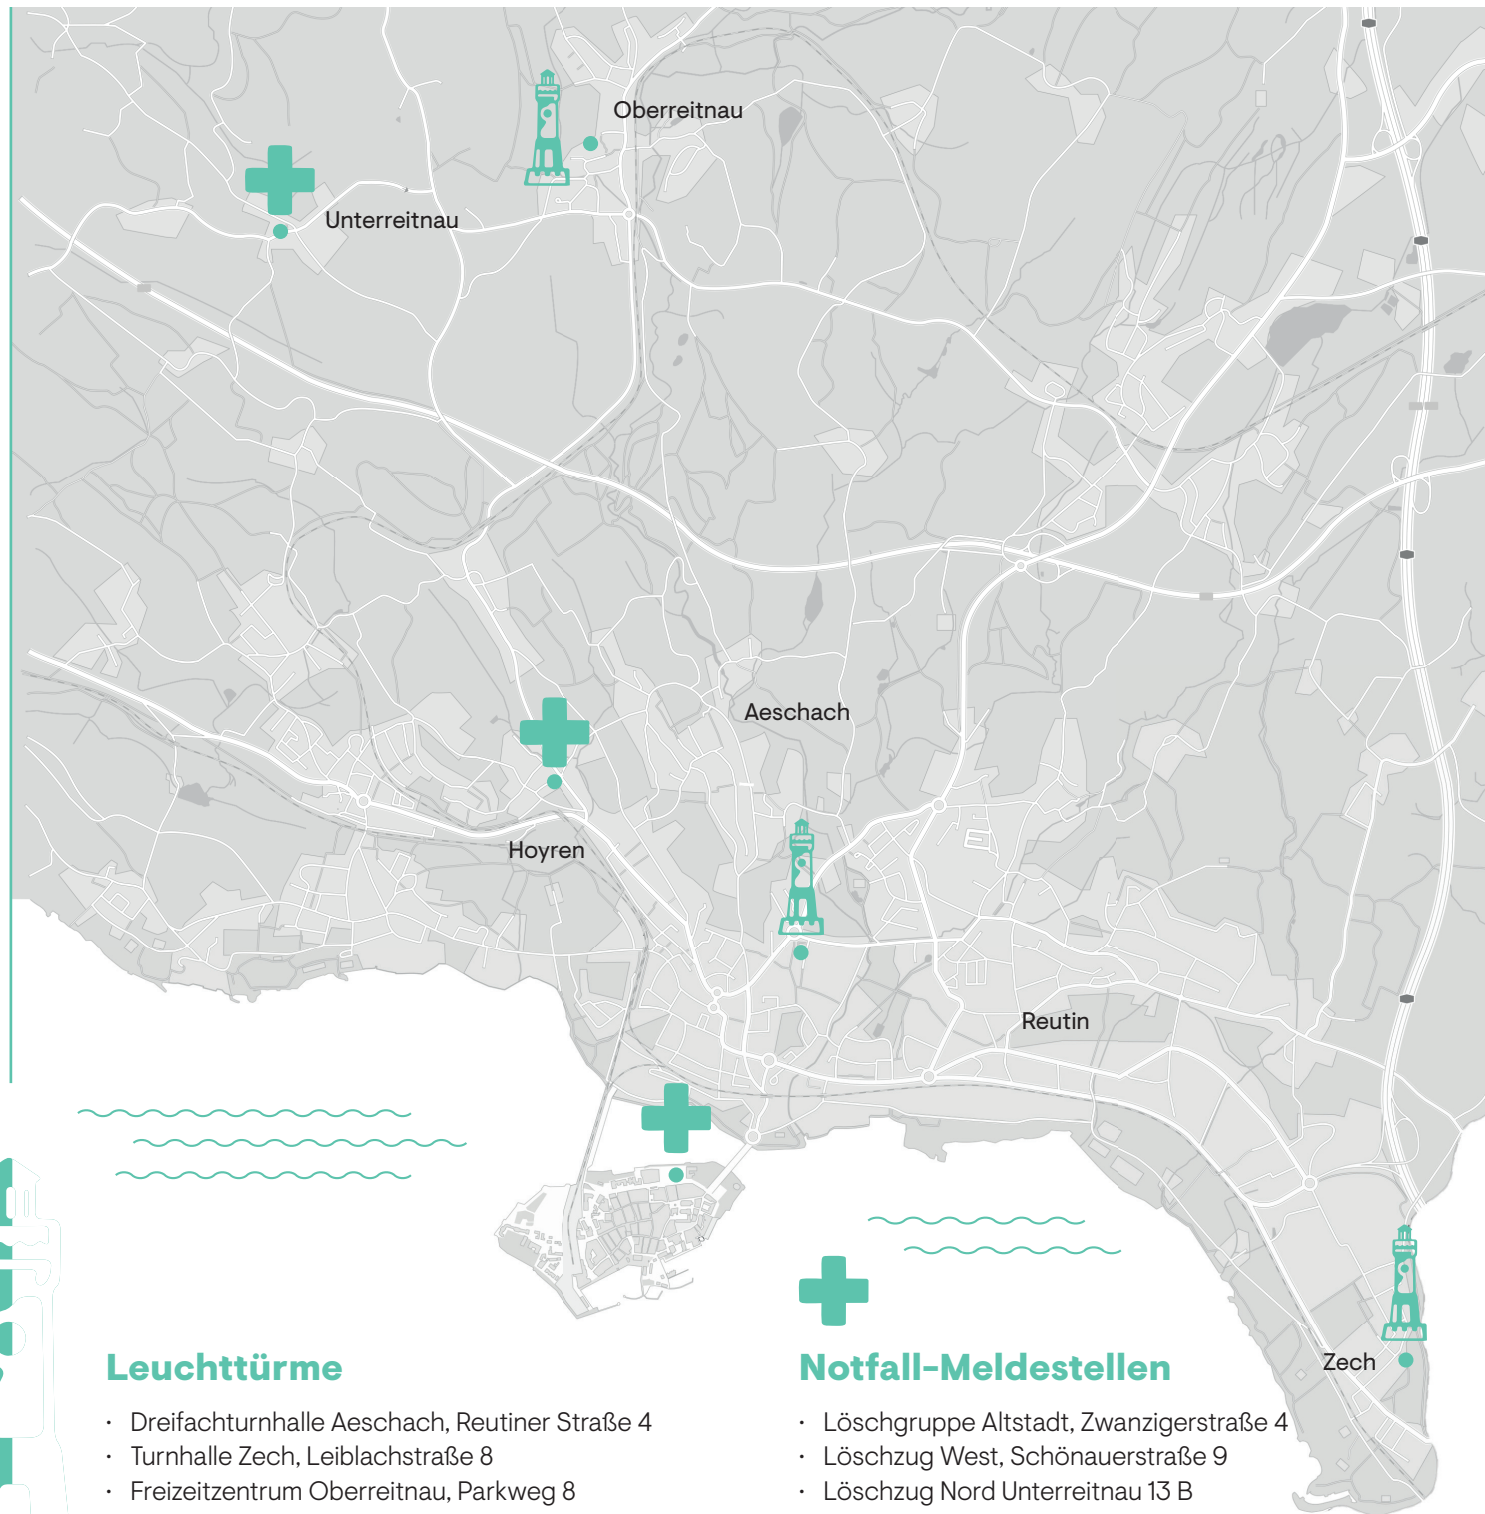 Oberreitnau
Unterreitnau
Aeschach
Hoyren
Reutin
Zech
Leuchttürme
· Dreifachturnhalle Aeschach, Reutiner Straße 4
· Turnhalle Zech, Leiblachstraße 8
· Freizeitzentrum Oberreitnau, Parkweg 8
Notfall-Meldestellen
· Löschgruppe Altstadt, Zwanzigerstraße 4
· Löschzug West, Schönauerstraße 9
· Löschzug Nord Unterreitnau 13 B